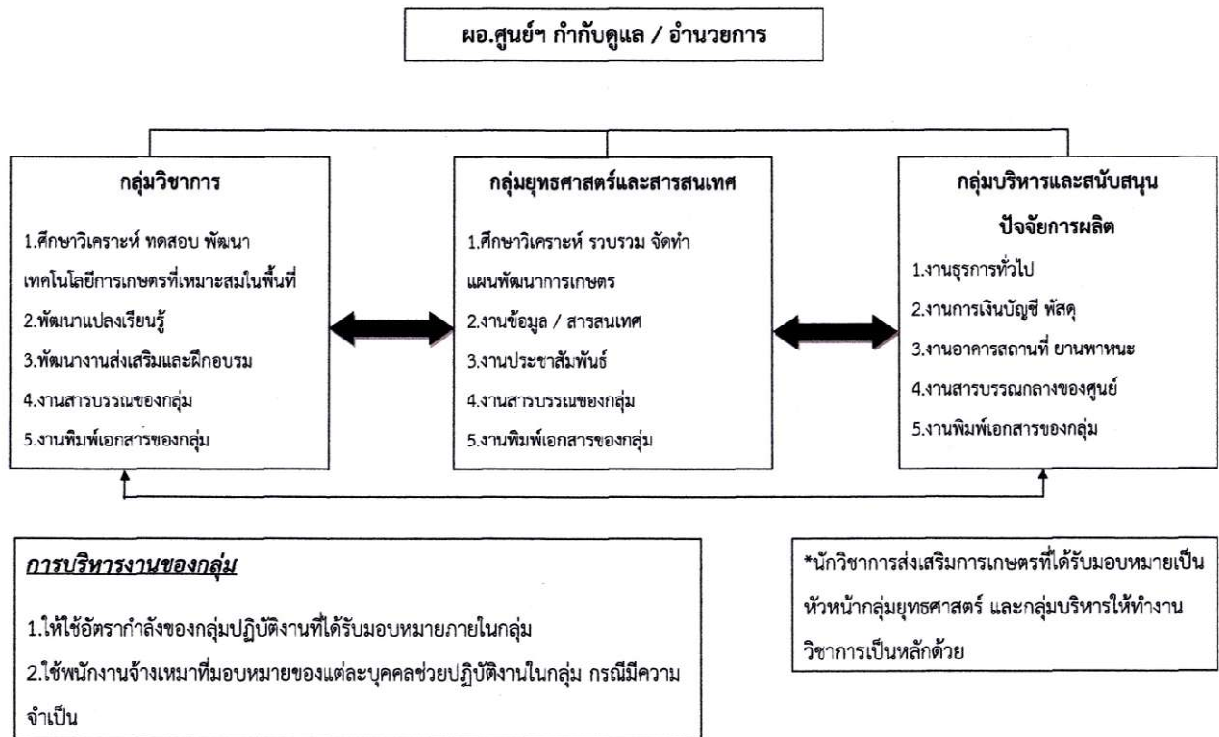 ผอ.ศูนย์ฯ กำกับดูแล / อำนวยการ
กลุ่มวิชาการ
1.ศึกษาวิเคราะห์ ทดสอบ พัฒนา
เทคโนโลยีการเกษตรที่เหมาะสมในพื้นที่
2.พัฒนาแปลงเรียนรู้
3.พัฒนางานส่งเสริมและฝึกอบรม
4.งานสารบรรณของกลุ่ม
5.งานพิมพ์เอกสารของกลุ่ม
กลุ่มยุทธศาสตร์และสารสนเทศ
1.ศึกษาวิเคราะห์ รวบรวม จัดทำ
แผนพัฒนาการเกษตร
2.งานข้อมูล / สารสนเทศ
3.งานประชาสัมพันธ์
4.งานสารบรรณของกลุ่ม
5.งานพิมพ์เอกสารของกลุ่ม
กลุ่มบริหารและสนับสนุน
ปัจจัยการผลิต
1.งานธุรการทั่วไป
2.งานการเงินบัญชี พัสดุ
3.งานอาคารสถานที่ ยานพาหนะ
4.งานสารบรรณกลางของศูนย์
5.งานพิมพ์เอกสารของกลุ่ม
การบริหารงานของกลุ่ม
1.ให้ใช้อัตรากำลังของกลุ่มปฏิบัติงานที่ได้รับมอบหมายภายในกลุ่ม
2.ใช้พนักงานจ้างเหมาที่มอบหมายของแต่ละบุคคลช่วยปฏิบัติงานในกลุ่ม กรณีมีความ
จำเป็น
*นักวิชาการส่งเสริมการเกษตรที่ได้รับมอบหมายเป็น
หัวหน้ากลุ่มยุทธศาสตร์ และกลุ่มบริหารให้ทำงาน
วิชาการเป็นหลักด้วย